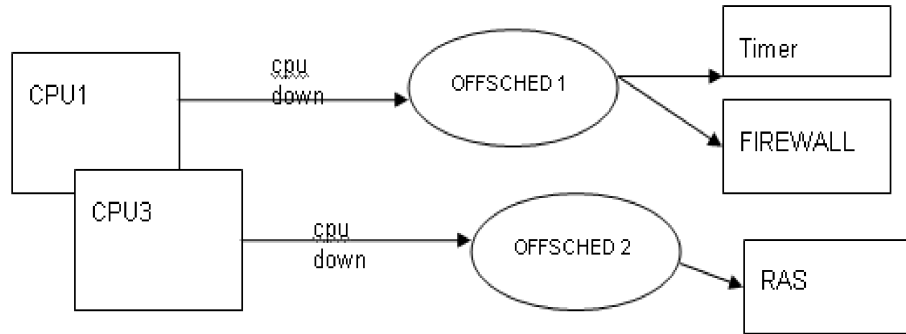 CPU1
cpu
down
OFFSCHED 1
Timer
FIREWALL
CPU3
cpu
down
OFFSCHED 2
RAS